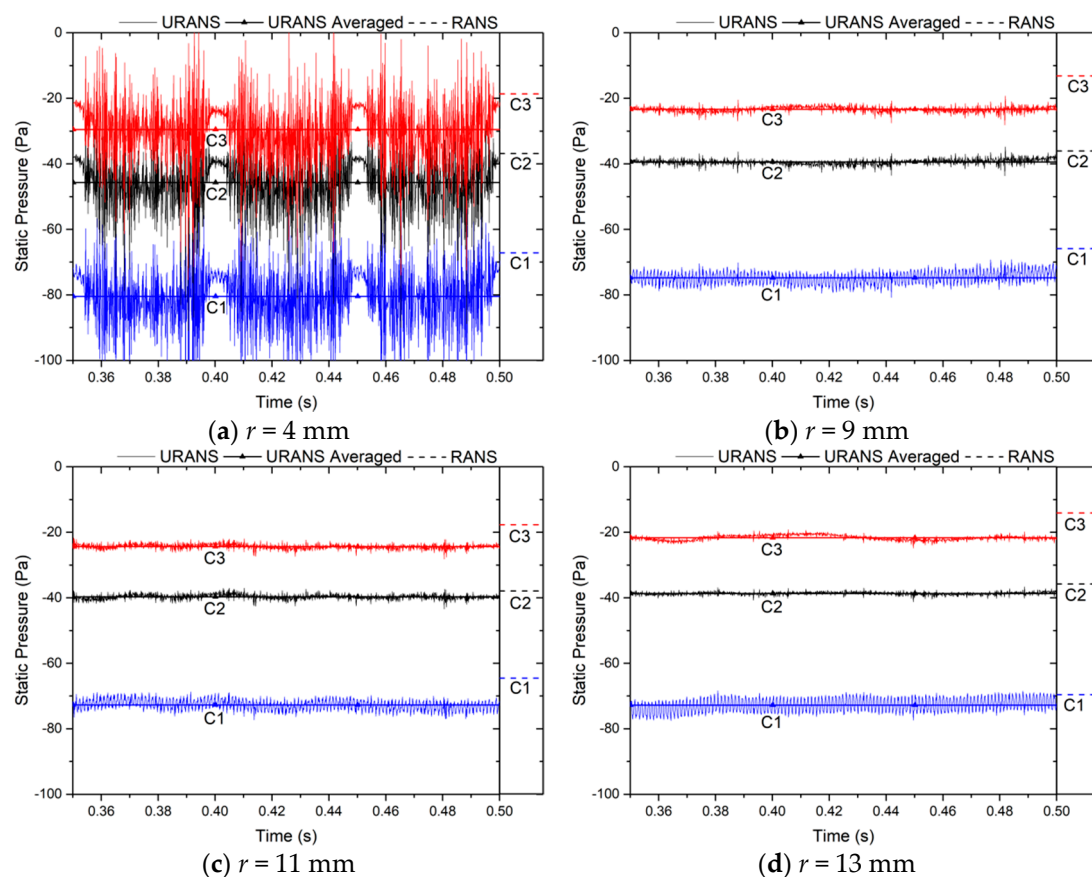 URANS URANS Averaged RANS
0
-20
-40
-60
-80
-100
Static Pressure (Pa)
C3
C2
C1
C3
C2
C1
0.36 0.38 0.40 0.42 0.44 0.46 0.48 0.50
Time (s)
(a) r = 4 mm
URANS URANS Averaged RANS
0
-20
-40
-60
-80
-100
Static Pressure (Pa)
C3
C2
C1
C3
C2
C1
0.36 0.38 0.40 0.42 0.44 0.46 0.48 0.50
Time (s)
(b) r = 9 mm
URANS URANS Averaged RANS
0
-20
-40
-60
-80
-100
Static Pressure (Pa)
C3
C2
C1
C3
C2
C1
0.36 0.38 0.40 0.42 0.44 0.46 0.48 0.50
Time (s)
(c) r = 11 mm
URANS URANS Averaged RANS
0
-20
-40
-60
-80
-100
Static Pressure (Pa)
C3
C2
C1
C3
C2
C1
0.36 0.38 0.40 0.42 0.44 0.46 0.48 0.50
Time (s)
(d) r = 13 mm